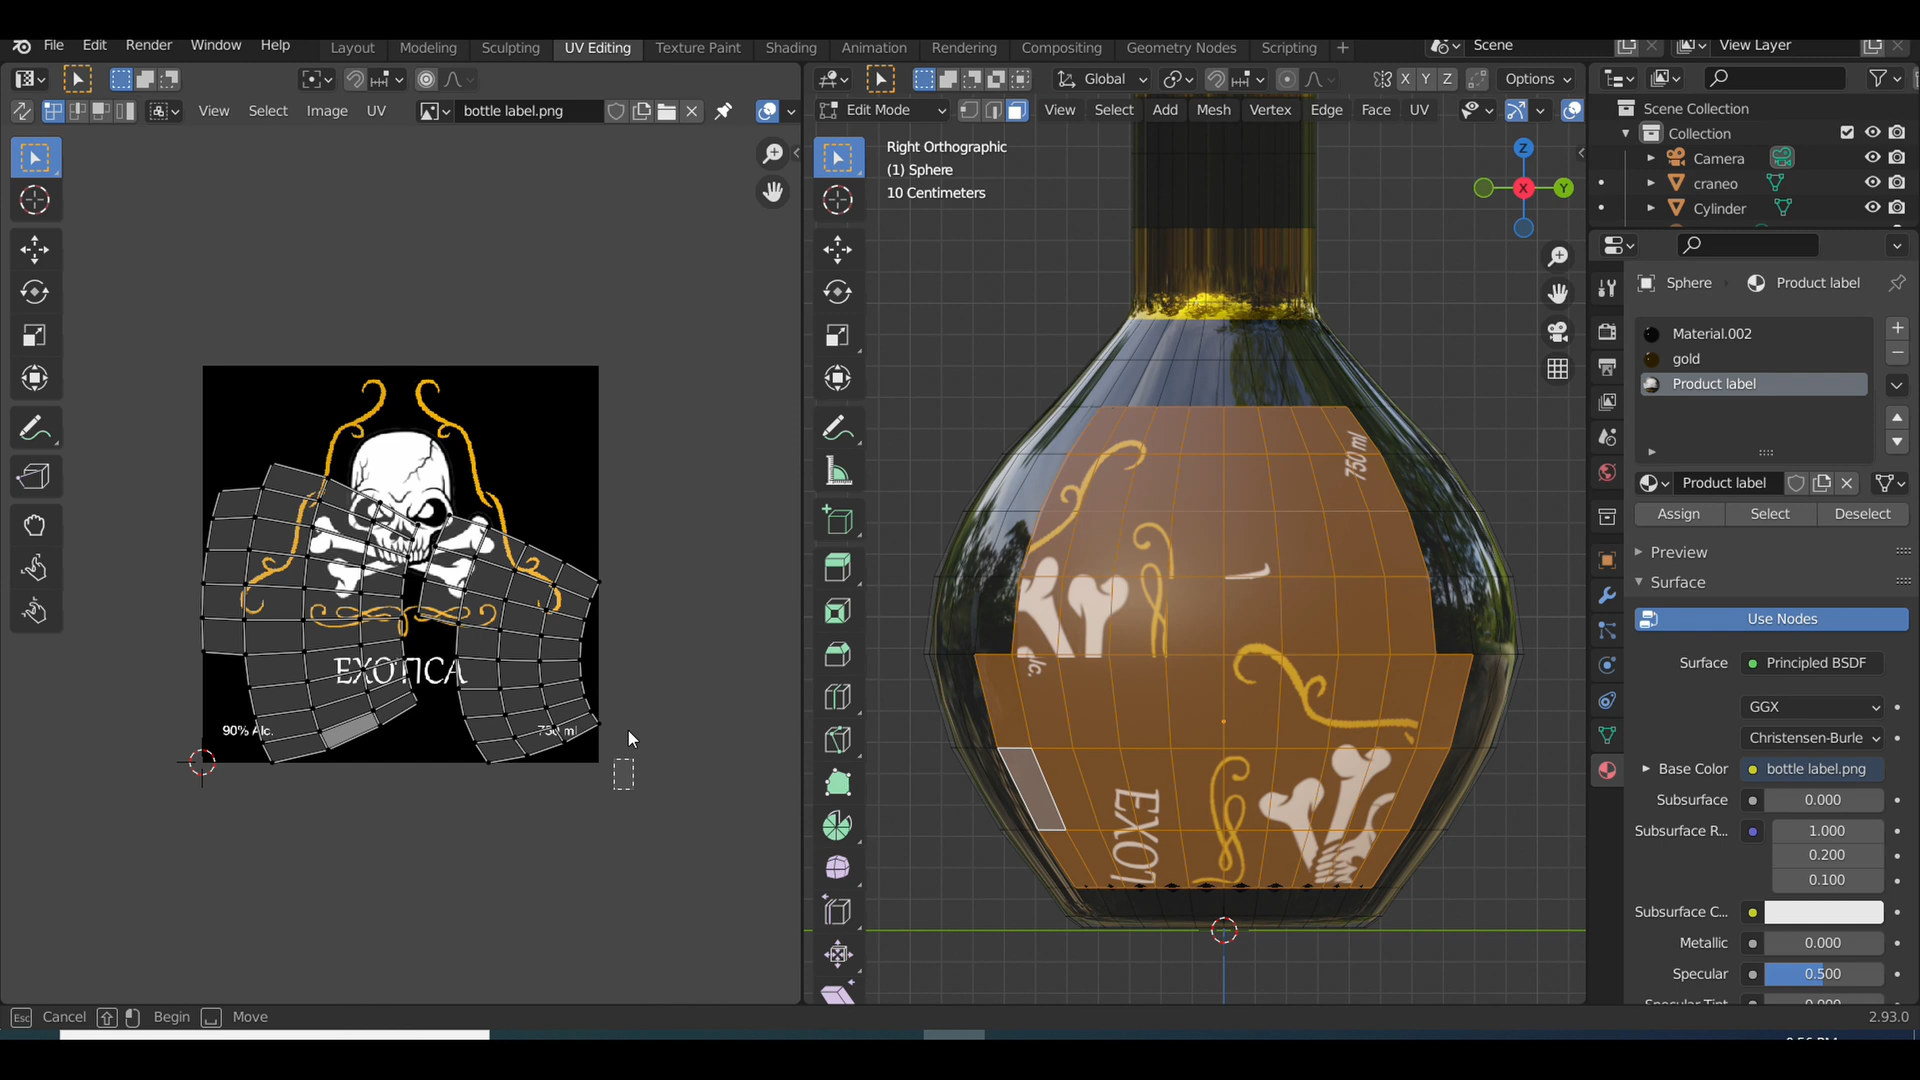 File Edit Render Window Help Layout Modeling Sculpting UV Editing Texture Paint Shading Animation Rendering Compositing Geometry Nodes Scripting + Scene View Layer
Global X Y Z Options
View Select Image UV bottle label.png Edit Mode View Select Add Mesh Vertex Edge Face UV
Scene Collection
Collection
Camera
craneo
Cylinder
Right Orthographic
(1) Sphere
10 Centimeters
Z
X
Y
Sphere Product label
Material.002
gold
Product label
Product label
Assign Select Deselect
Preview
Surface
Use Nodes
Surface Principled BSDF
GGX
Christensen-Burle
Base Color bottle label.png
Subsurface 0.000
Subsurface R... 1.000
0.200
0.100
Subsurface C...
Metallic 0.000
Specular 0.500
EXOTICA
90% Alc.
750 ml
750 ml
lc.
EXOT
Esc Cancel Begin Move
2.93.0